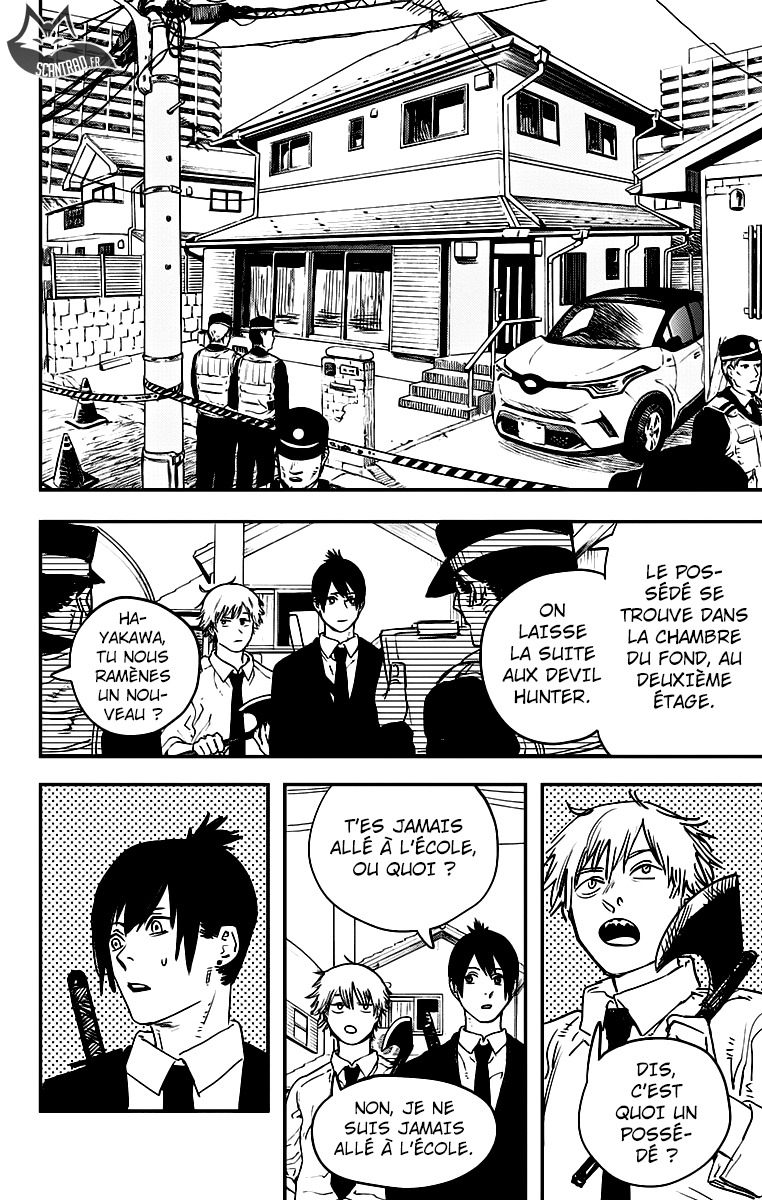 SCANTRAD.FR
LE POS-
SÉDÉ SE
TROUVE DANS
LA CHAMBRE
DU FOND, AU
DEUXIÈME
ÉTAGE.
ON
LAISSE
LA SUITE
AUX DEVIL
HUNTER.
HA-
YAKAWA,
TU NOUS
RAMÈNES
UN NOU-
VEAU ?
DIS,
C'EST
QUOI UN
POSSÉ-
DÉ ?
T'ES JAMAIS
ALLÉ À L'ÉCOLE,
OU QUOI ?
NON, JE NE
SUIS JAMAIS
ALLÉ À L'ÉCOLE.